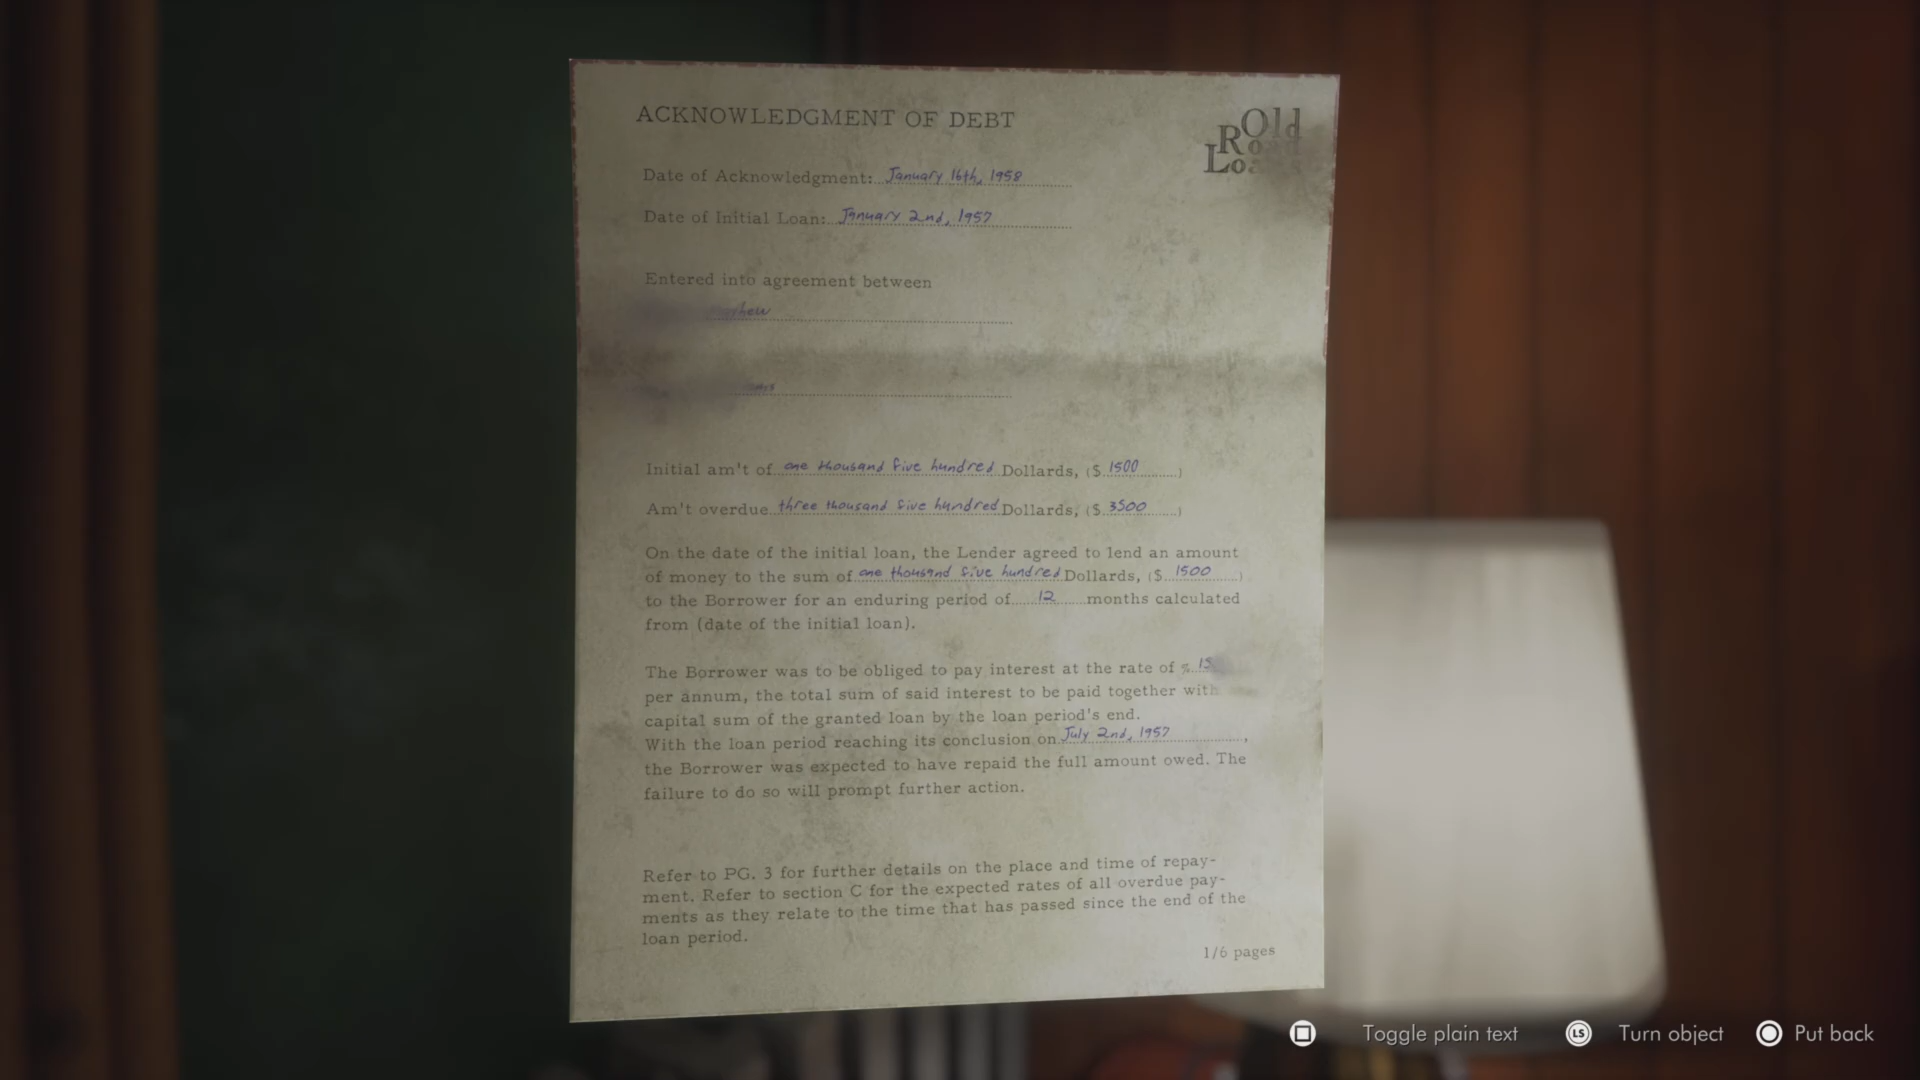 ACKNOWLEDGMENT OF DEBT
Old
Road
Loans
Date of Acknowledgment: January 16th, 1958
Date of Initial Loan: January 2nd, 1957
Entered into agreement between
Initial am't of one thousand five hundred Dollards, ($ 1500)
Am't overdue three thousand five hundred Dollards, ($ 3500)
On the date of the initial loan, the Lender agreed to lend an amount
of money to the sum of one thousand five hundred Dollards, ($ 1500)
to the Borrower for an enduring period of 12 months calculated
from (date of the initial loan).
The Borrower was to be obliged to pay interest at the rate of % 15
per annum, the total sum of said interest to be paid together with
capital sum of the granted loan by the loan period's end.
With the loan period reaching its conclusion on July 2nd, 1957,
the Borrower was expected to have repaid the full amount owed. The
failure to do so will prompt further action.
Refer to PG. 3 for further details on the place and time of repay-
ment. Refer to section C for the expected rates of all overdue pay-
ments as they relate to the time that has passed since the end of the
loan period.
1/6 pages
LS
Toggle plain text Turn object Put back